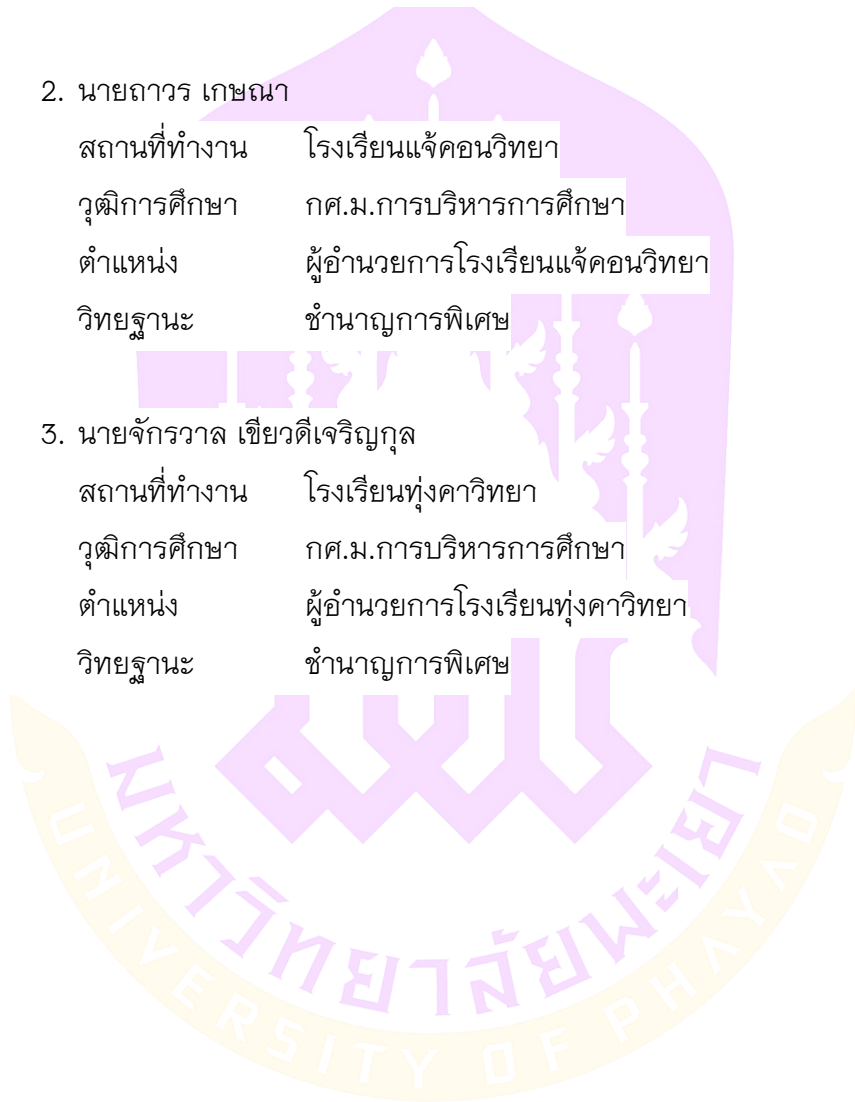 2. นายถาวร เกษณา
สถานที่ทำงาน โรงเรียนแจ้คอนวิทยา
วุฒิการศึกษา กศ.ม.การบริหารการศึกษา
ตำแหน่ง ผู้อำนวยการโรงเรียนแจ้คอนวิทยา
วิทยฐานะ ชำนาญการพิเศษ
3. นายจักรวาล เขียวดีเจริญกุล
สถานที่ทำงาน โรงเรียนทุ่งคาวิทยา
วุฒิการศึกษา กศ.ม.การบริหารการศึกษา
ตำแหน่ง ผู้อำนวยการโรงเรียนทุ่งคาวิทยา
วิทยฐานะ ชำนาญการพิเศษ
มหาวิทยาลัยพะเยา
UNIVERSITY OF PHAYAO